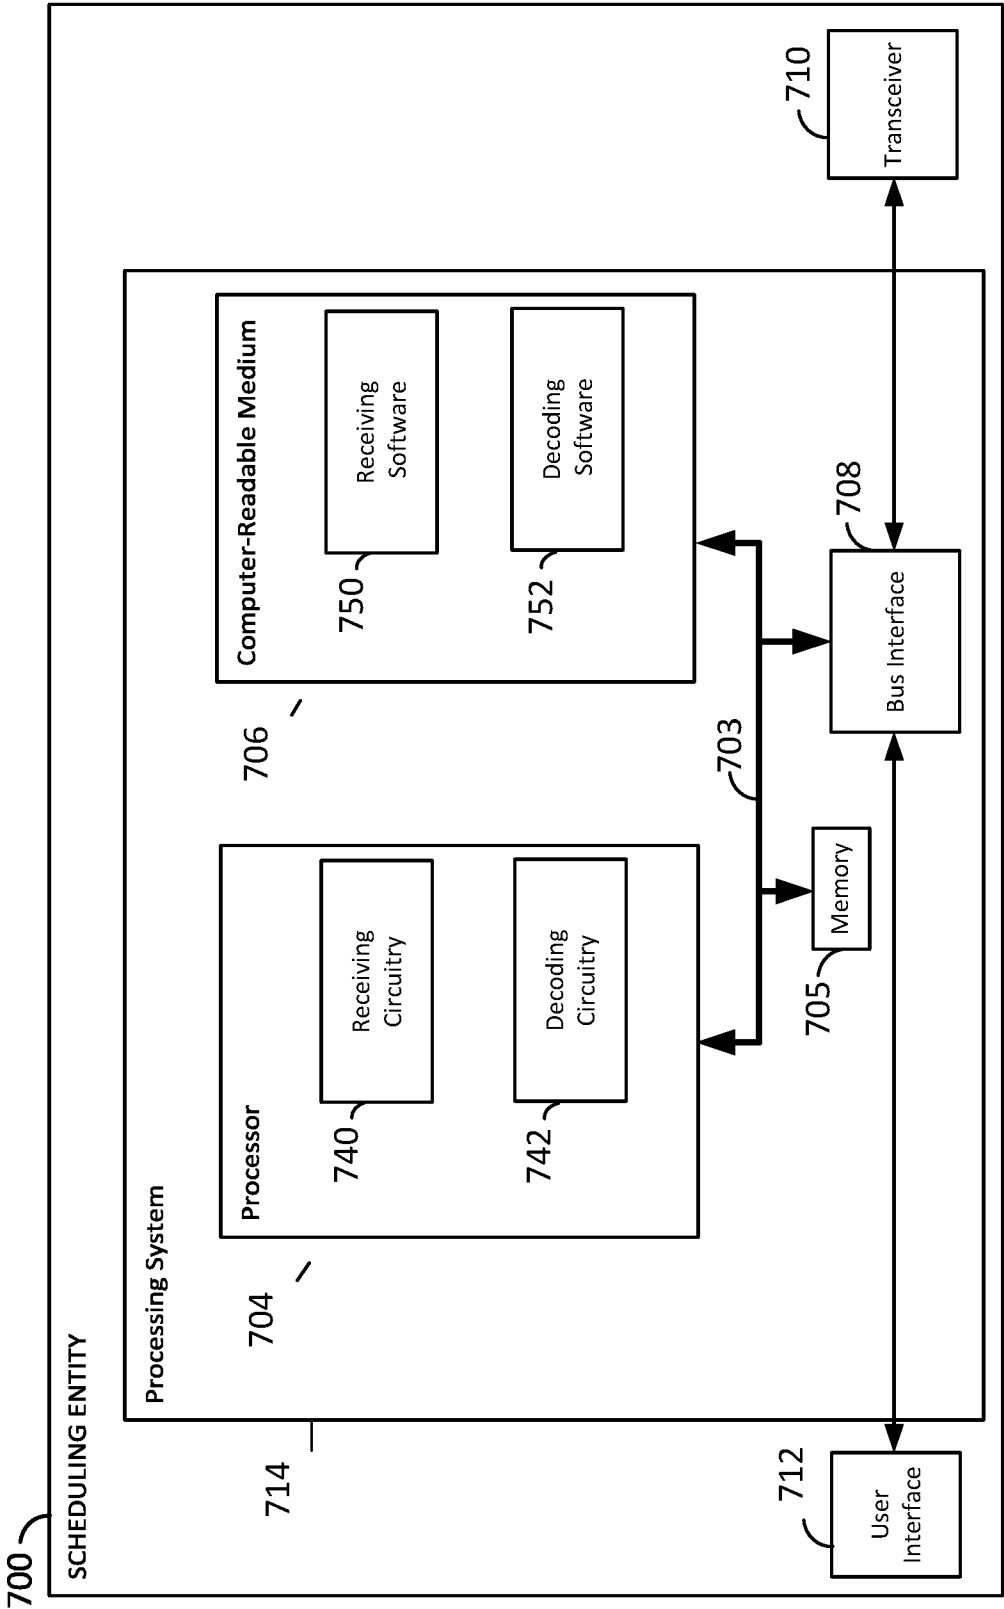 700
SCHEDULING ENTITY
714
Processing System
704
Processor
740
Receiving
Circuitry
742
Decoding
Circuitry
706
Computer-Readable Medium
750
Receiving
Software
752
Decoding
Software
703
705
Memory
712
User
Interface
708
Bus Interface
710
Transceiver